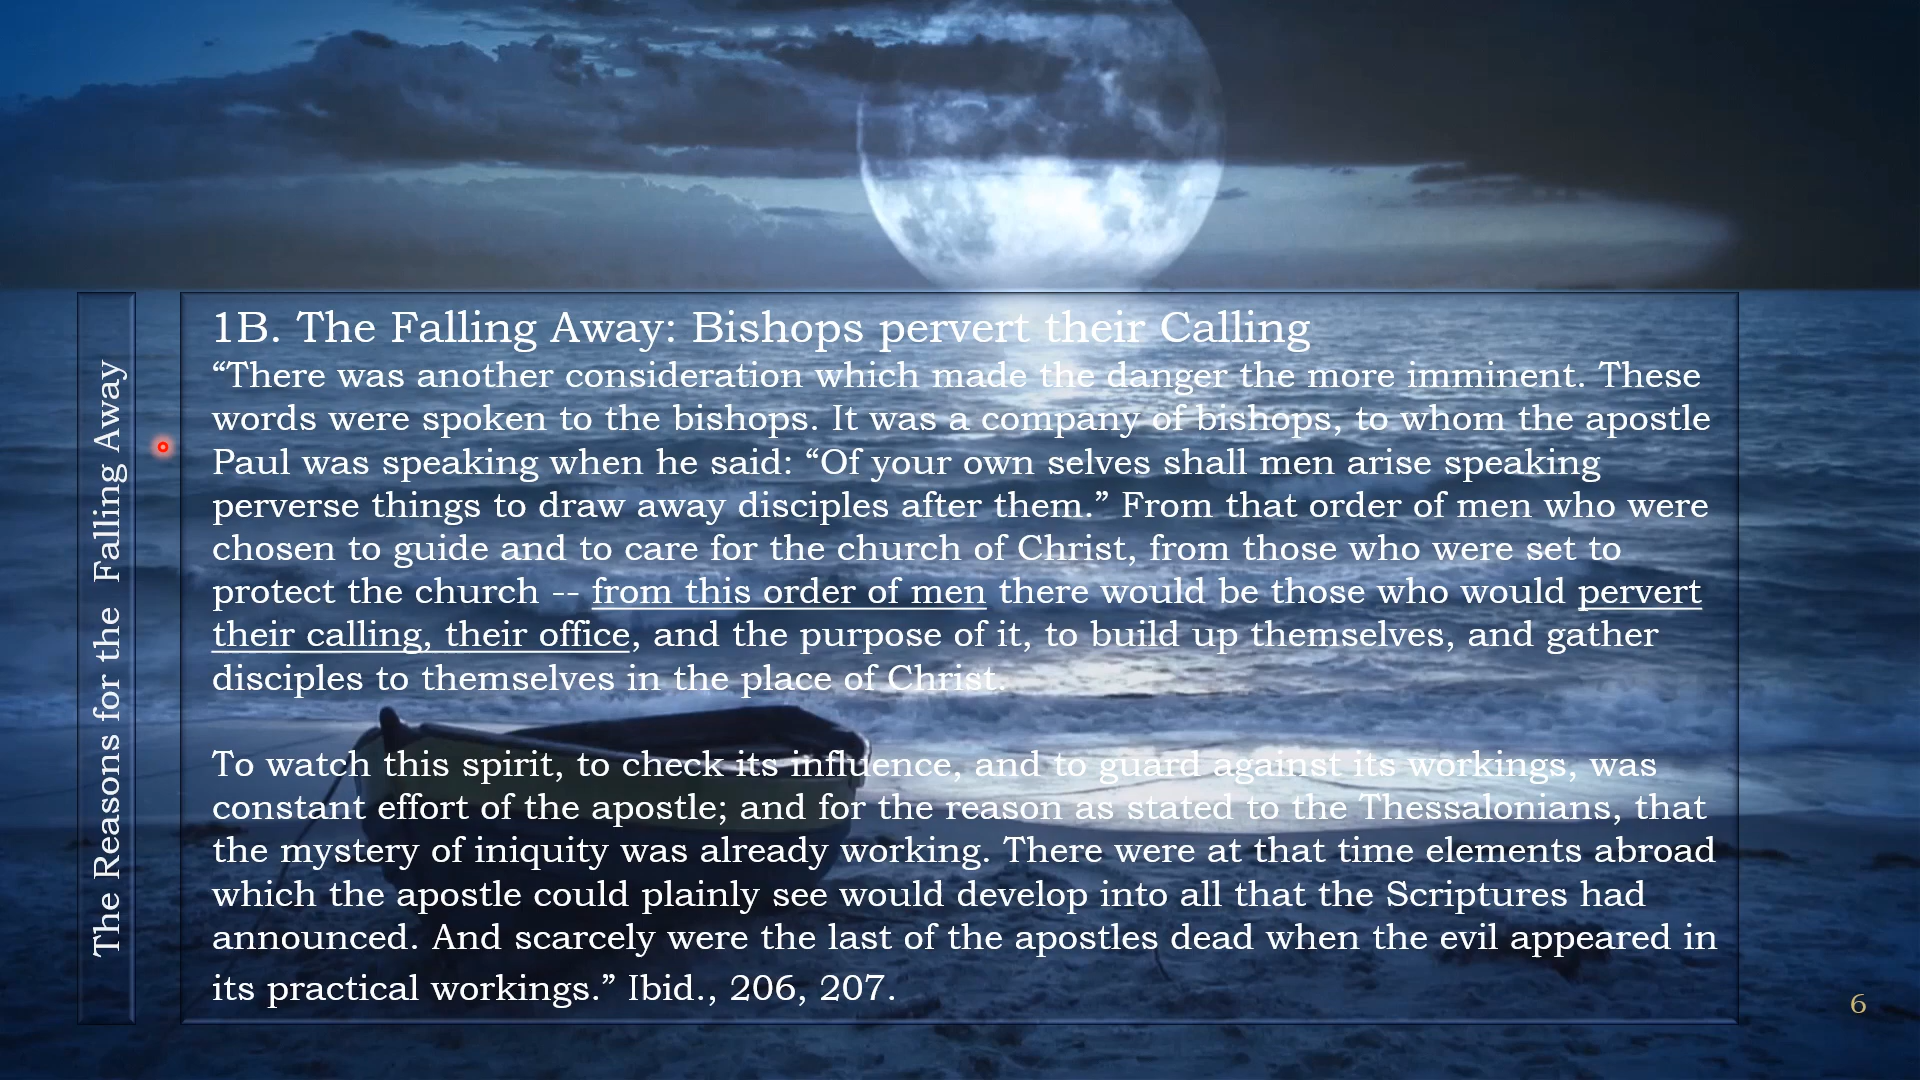 The Reasons for the  Falling Away
1B. The Falling Away: Bishops pervert their Calling
“There was another consideration which made the danger the more imminent. These
words were spoken to the bishops. It was a company of bishops, to whom the apostle
Paul was speaking when he said: “Of your own selves shall men arise speaking
perverse things to draw away disciples after them.” From that order of men who were
chosen to guide and to care for the church of Christ, from those who were set to
protect the church -- from this order of men there would be those who would pervert
their calling, their office, and the purpose of it, to build up themselves, and gather
disciples to themselves in the place of Christ.
To watch this spirit, to check its influence, and to guard against its workings, was
constant effort of the apostle; and for the reason as stated to the Thessalonians, that
the mystery of iniquity was already working. There were at that time elements abroad
which the apostle could plainly see would develop into all that the Scriptures had
announced. And scarcely were the last of the apostles dead when the evil appeared in
its practical workings.” Ibid., 206, 207.
6